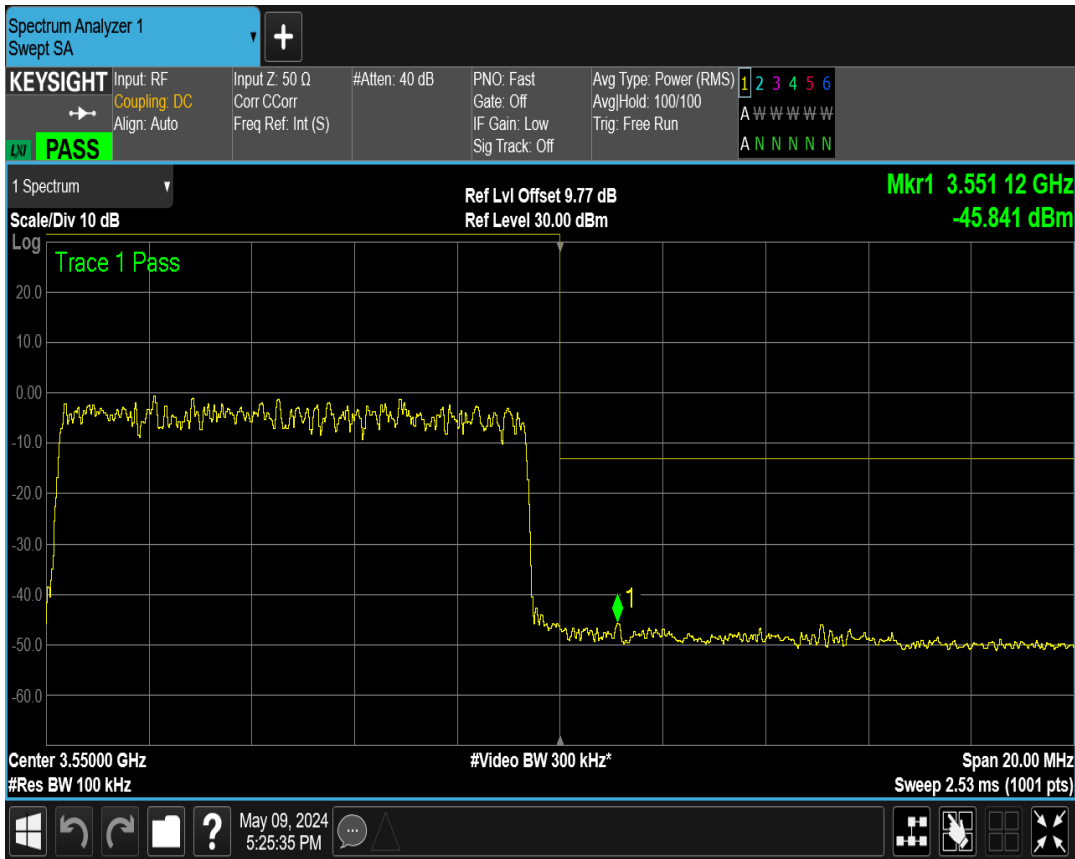 Spectrum Analyzer 1
Swept SA
+
KEYSIGHT
Input: RF
Coupling: DC
Align: Auto
LXI PASS
Input Z: 50 Ω
Corr CCorr
Freq Ref: Int (S)
#Atten: 40 dB
PNO: Fast
Gate: Off
IF Gain: Low
Sig Track: Off
Avg Type: Power (RMS)
Avg|Hold: 100/100
Trig: Free Run
1 2 3 4 5 6
A W W W W W
A N N N N N
1 Spectrum
Scale/Div 10 dB
Ref Lvl Offset 9.77 dB
Ref Level 30.00 dBm
Mkr1 3.551 12 GHz
-45.841 dBm
Log
Trace 1 Pass
20.0
10.0
0.00
-10.0
-20.0
-30.0
-40.0
-50.0
-60.0
1
Center 3.55000 GHz
#Res BW 100 kHz
#Video BW 300 kHz*
Span 20.00 MHz
Sweep 2.53 ms (1001 pts)
?
May 09, 2024
5:25:35 PM